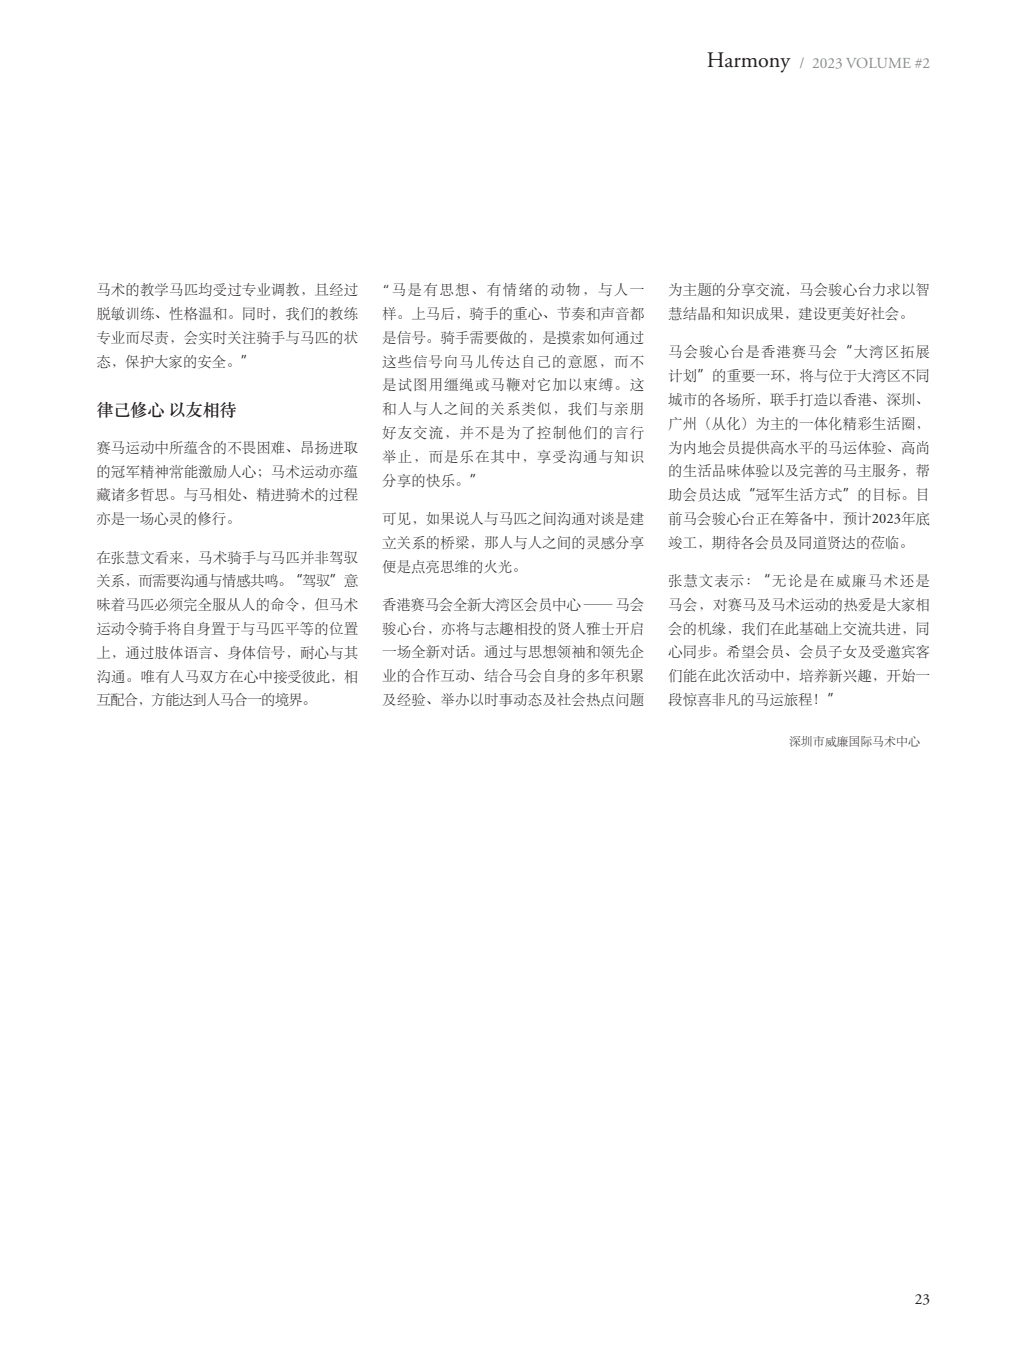 Harmony / 2023 VOLUME #2
马术的教学马匹均受过专业调教，且经过
脱敏训练、性格温和。同时，我们的教练
专业而尽责，会实时关注骑手与马匹的状
态，保护大家的安全。”
律己修心 以友相待
赛马运动中所蕴含的不畏困难、昂扬进取
的冠军精神常能激励人心；马术运动亦蕴
藏诸多哲思。与马相处、精进骑术的过程
亦是一场心灵的修行。
在张慧文看来，马术骑手与马匹并非驾驭
关系，而需要沟通与情感共鸣。“驾驭”意
味着马匹必须完全服从人的命令，但马术
运动令骑手将自身置于与马匹平等的位置
上，通过肢体语言、身体信号，耐心与其
沟通。唯有人马双方在心中接受彼此，相
互配合，方能达到人马合一的境界。
“马是有思想、有情绪的动物，与人一
样。上马后，骑手的重心、节奏和声音都
是信号。骑手需要做的，是摸索如何通过
这些信号向马儿传达自己的意愿，而不
是试图用缰绳或马鞭对它加以束缚。这
和人与人之间的关系类似，我们与亲朋
好友交流，并不是为了控制他们的言行
举止，而是乐在其中，享受沟通与知识
分享的快乐。”
可见，如果说人与马匹之间沟通对谈是建
立关系的桥梁，那人与人之间的灵感分享
便是点亮思维的火光。
香港赛马会全新大湾区会员中心——马会
骏心台，亦将与志趣相投的贤人雅士开启
一场全新对话。通过与思想领袖和领先企
业的合作互动、结合马会自身的多年积累
及经验、举办以时事动态及社会热点问题
为主题的分享交流，马会骏心台力求以智
慧结晶和知识成果，建设更美好社会。
马会骏心台是香港赛马会“大湾区拓展
计划”的重要一环，将与位于大湾区不同
城市的各场所，联手打造以香港、深圳、
广州（从化）为主的一体化精彩生活圈，
为内地会员提供高水平的马运体验、高尚
的生活品味体验以及完善的马主服务，帮
助会员达成“冠军生活方式”的目标。目
前马会骏心台正在筹备中，预计2023年底
竣工，期待各会员及同道贤达的莅临。
张慧文表示：“无论是在威廉马术还是
马会，对赛马及马术运动的热爱是大家相
会的机缘，我们在此基础上交流共进，同
心同步。希望会员、会员子女及受邀宾客
们能在此次活动中，培养新兴趣，开始一
段惊喜非凡的马运旅程！”
深圳市威廉国际马术中心
23